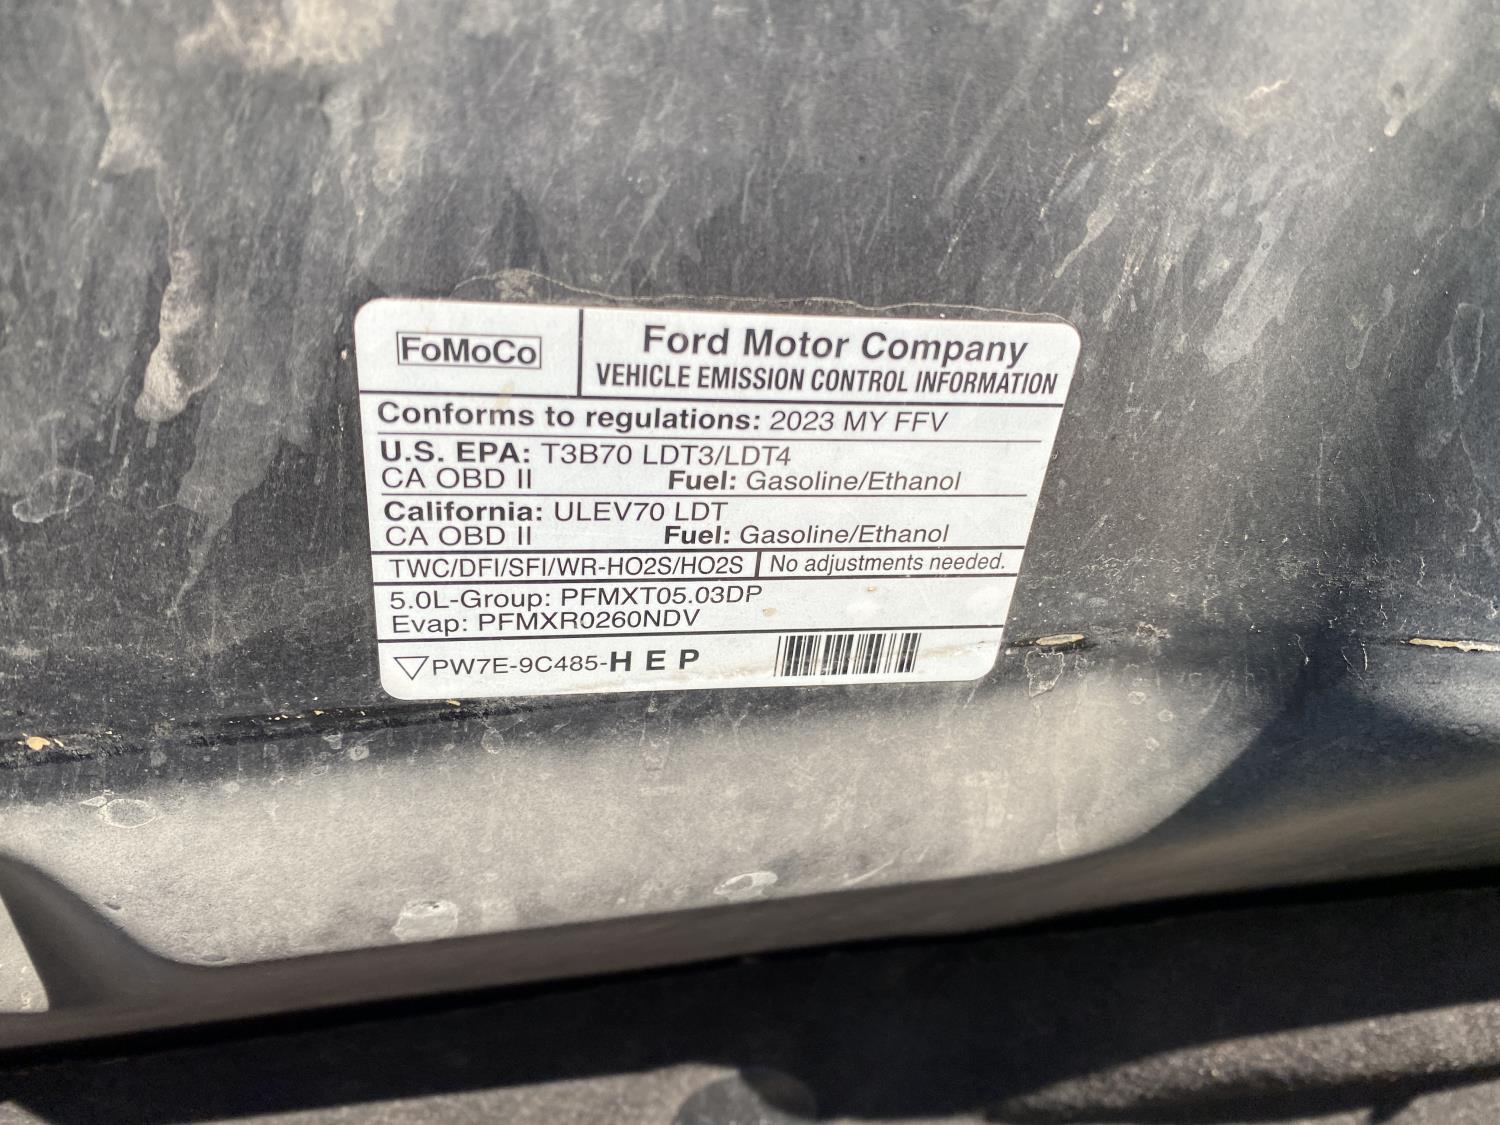 FoMoCo
Ford Motor Company
VEHICLE EMISSION CONTROL INFORMATION
Conforms to regulations: 2023 MY FFV
U.S. EPA: T3B70 LDT3/LDT4
CA OBD II Fuel: Gasoline/Ethanol
California: ULEV70 LDT
CA OBD II Fuel: Gasoline/Ethanol
TWC/DFI/SFI/WR-HO2S/HO2S No adjustments needed.
5.0L-Group: PFMXT05.03DP
Evap: PFMXR0260NDV
PW7E-9C485-HEP